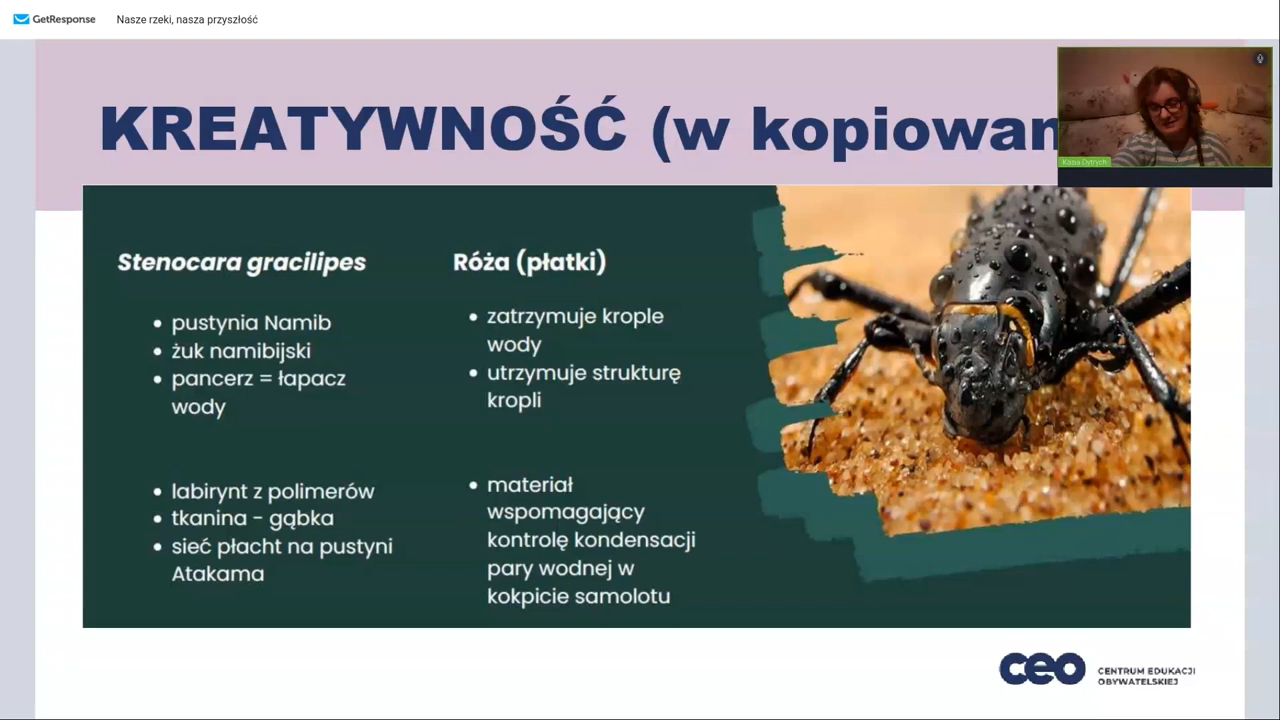 GetResponse
Nasze rzeki, nasza przyszłość
KREATYWNOŚĆ (w kopiowan
Kasia Dytrych
Stenocara gracilipes
• pustynia Namib
• żuk namibijski
• pancerz = łapacz
wody
• labirynt z polimerów
• tkanina - gąbka
• sieć płacht na pustyni
Atakama
Róża (płatki)
• zatrzymuje krople
wody
• utrzymuje strukturę
kropli
• materiał
wspomagający
kontrolę kondensacji
pary wodnej w
kokpicie samolotu
ceo
CENTRUM EDUKACJI
OBYWATELSKIEJ